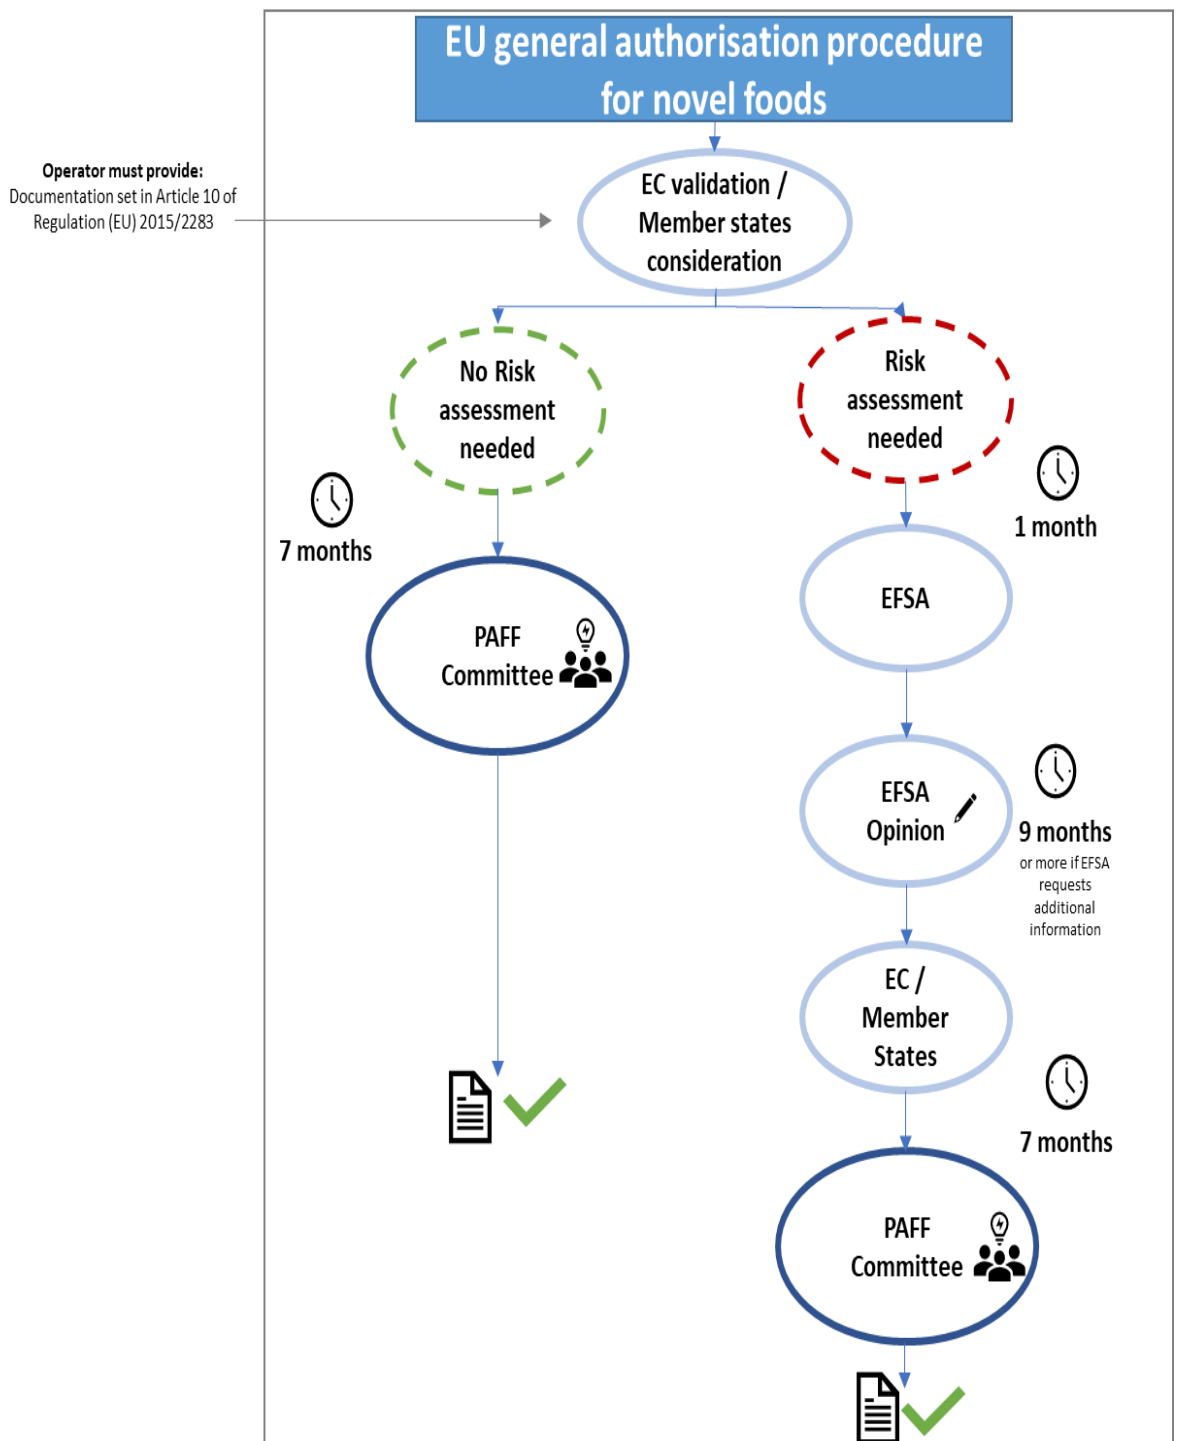 EU general authorisation procedure
for novel foods
Operator must provide:
Documentation set in Article 10 of
Regulation (EU) 2015/2283
EC validation /
Member states
consideration
No Risk
assessment
needed
Risk
assessment
needed
7 months
1 month
PAFF
Committee
EFSA
EFSA
Opinion
9 months
or more if EFSA
requests
additional
information
EC /
Member
States
7 months
PAFF
Committee